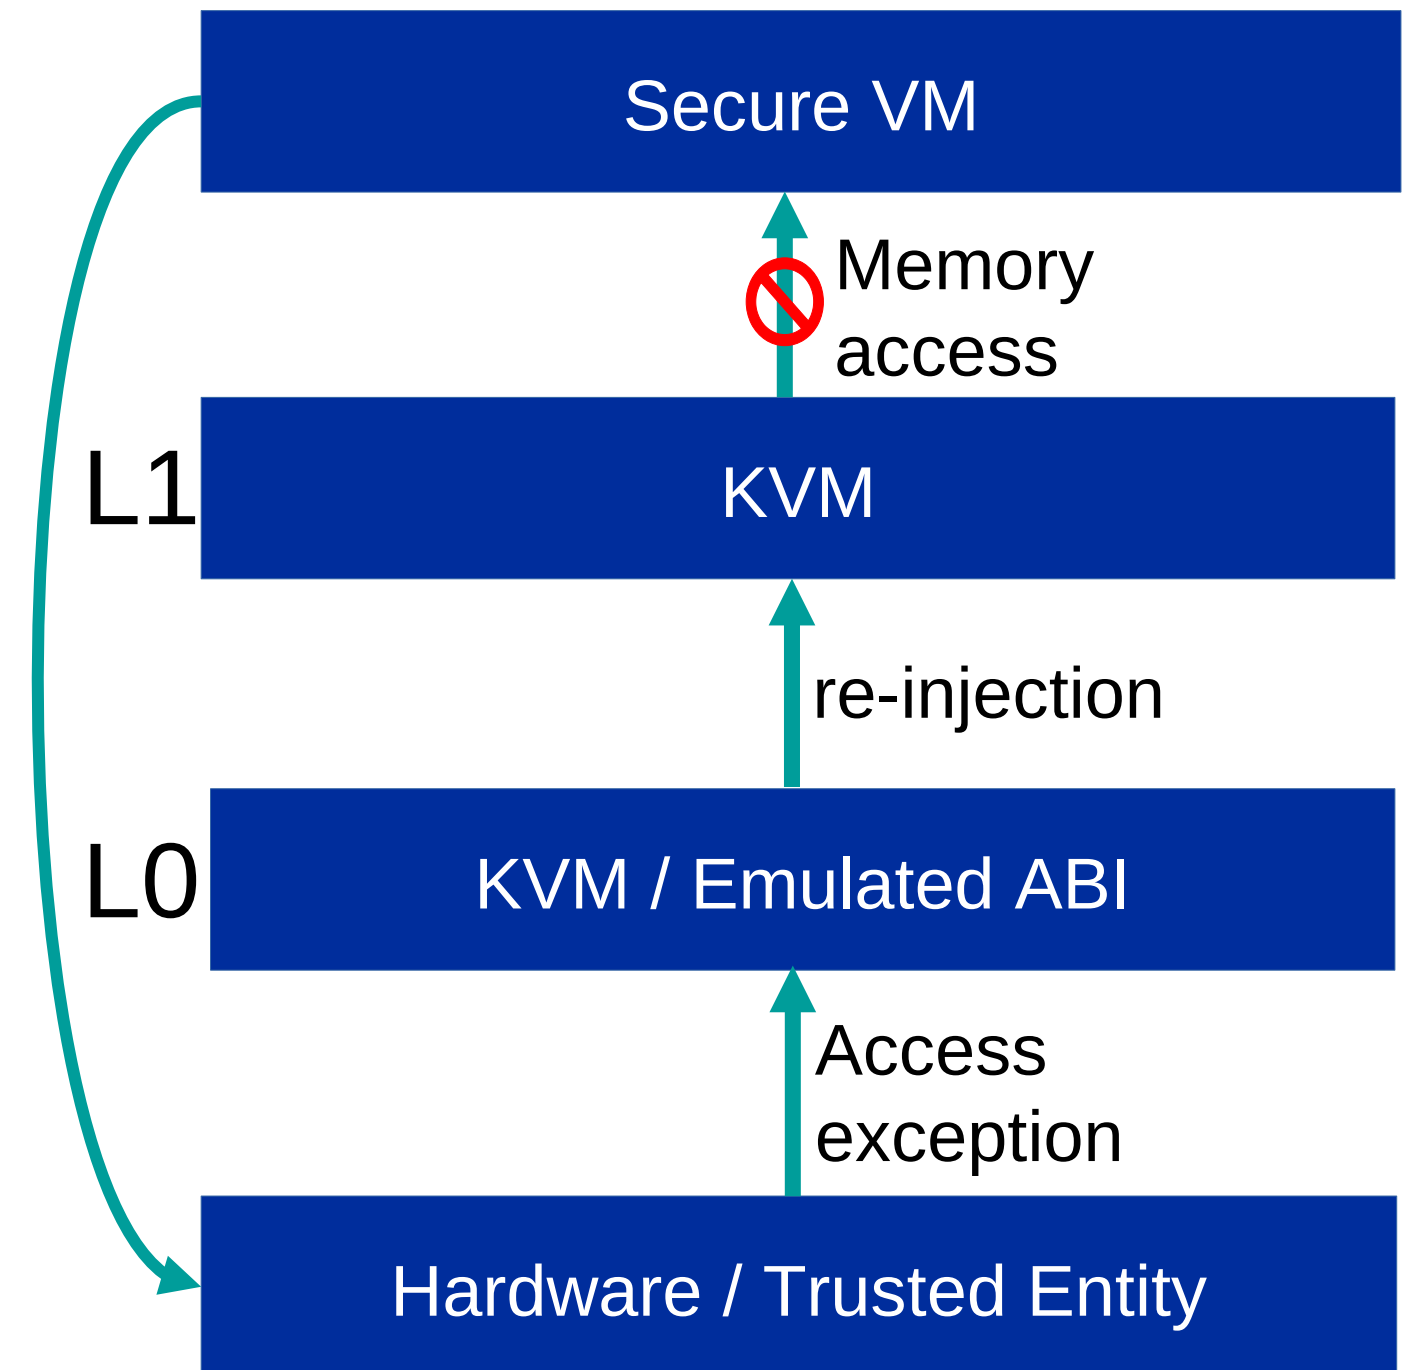 Secure VM
Memory
access
L1
KVM
re-injection
L0
KVM / Emulated ABI
Access
exception
Hardware / Trusted Entity